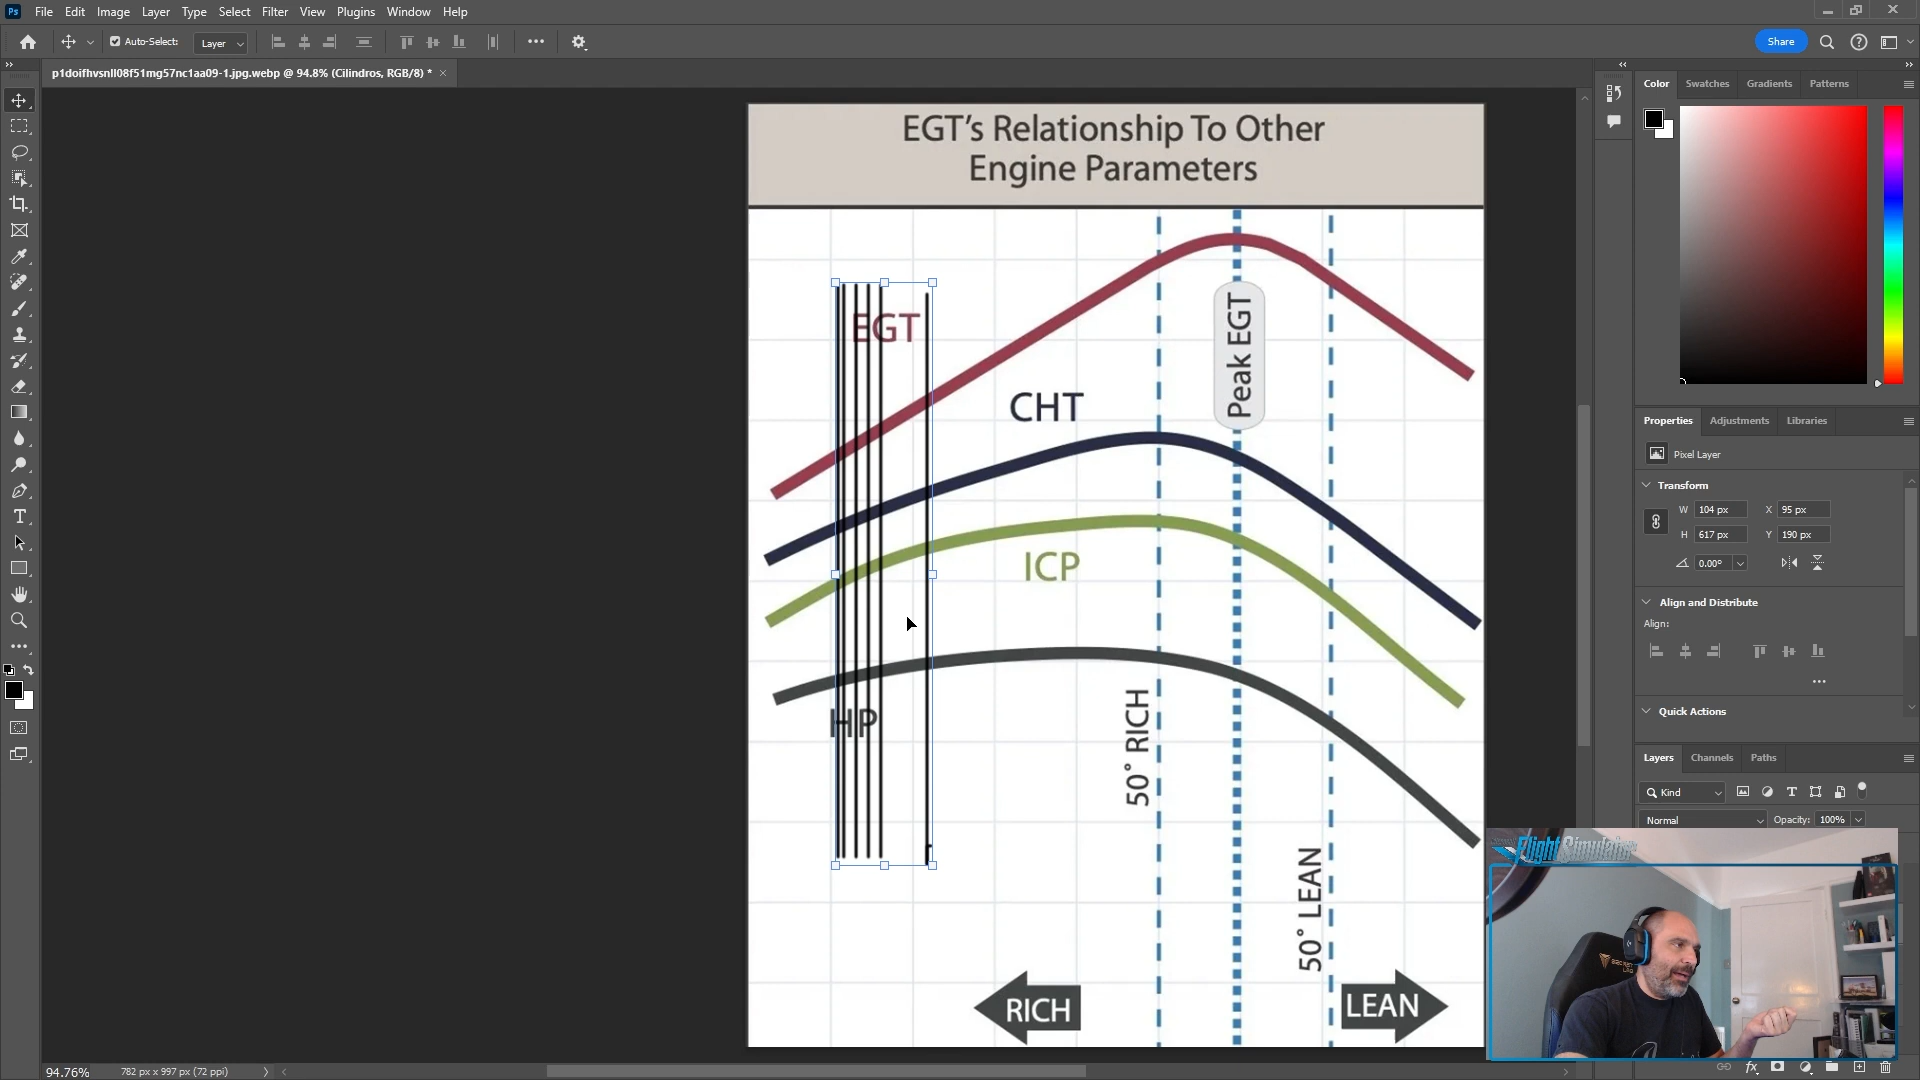 Ps File Edit Image Layer Type Select Filter View Plugins Window Help
Auto-Select: Layer Share
p1doifhvsnll08f51mg57nc1aa09-1.jpg.webp @ 94.8% (Cilindros, RGB/8) *
EGT's Relationship To Other
Engine Parameters
EGT
CHT
Peak EGT
ICP
HP
50° RICH
50° LEAN
RICH
LEAN
94.76% 782 px x 997 px (72 ppi)
Color Swatches Gradients Patterns
Properties Adjustments Libraries
Pixel Layer
Transform
W 104 px X 95 px
H 617 px Y 190 px
0.00°
Align and Distribute
Align:
Quick Actions
Layers Channels Paths
Kind
Normal Opacity: 100%
Flight Simulator